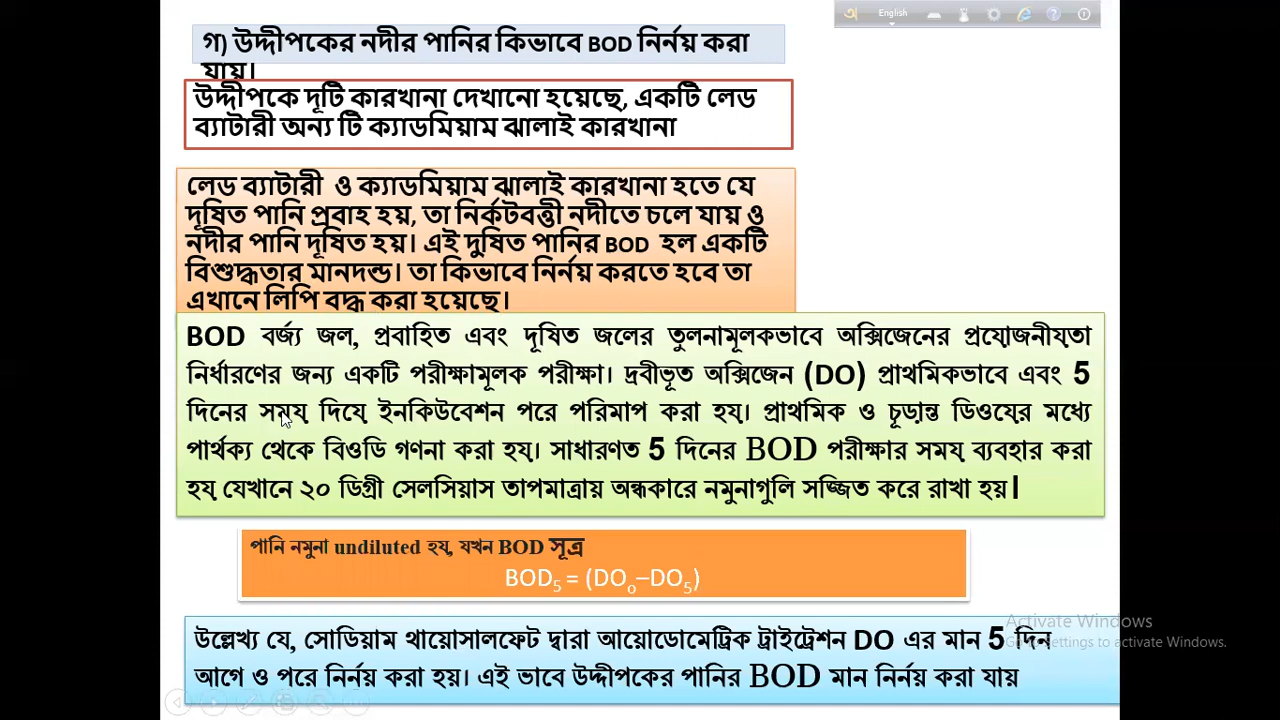 English
গ) উদ্দীপকের নদীর পানির কিভাবে BOD নির্নয় করা
যায়।
উদ্দীপকে দূটি কারখানা দেখানো হয়েছে, একটি লেড
ব্যাটারী অন্য টি ক্যাডমিয়াম ঝালাই কারখানা
লেড ব্যাটারী ও ক্যাডমিয়াম ঝালাই কারখানা হতে যে
দূষিত পানি প্রবাহ হয়, তা নির্কটবর্ত্তী নদীতে চলে যায় ও
নদীর পানি দূষিত হয়। এই দুষিত পানির BOD হল একটি
বিশুদ্ধতার মানদন্ড। তা কিভাবে নির্নয় করতে হবে তা
এখানে লিপি বদ্ধ করা হয়েছে।
BOD বর্জ্য জল, প্রবাহিত এবং দূষিত জলের তুলনামূলকভাবে অক্সিজেনের প্রয়োজনীয়তা
নির্ধারণের জন্য একটি পরীক্ষামূলক পরীক্ষা। দ্রবীভূত অক্সিজেন (DO) প্রাথমিকভাবে এবং 5
দিনের সময় দিয়ে ইনকিউবেশন পরে পরিমাপ করা হয়। প্রাথমিক ও চূড়ান্ত ডিওয়ের মধ্যে
পার্থক্য থেকে বিওডি গণনা করা হয়। সাধারণত 5 দিনের BOD পরীক্ষার সময় ব্যবহার করা
হয় যেখানে ২০ ডিগ্রী সেলসিয়াস তাপমাত্রায় অন্ধকারে নমুনাগুলি সজ্জিত করে রাখা হয়।
পানি নমুনা undiluted হয়, যখন BOD সূত্র
BOD₅ = (DO₀–DO₅)
উল্লেখ্য যে, সোডিয়াম থায়োসালফেট দ্বারা আয়োডোমেট্রিক ট্রাইট্রেশন DO এর মান 5 দিন
আগে ও পরে নির্নয় করা হয়। এই ভাবে উদ্দীপকের পানির BOD মান নির্নয় করা যায়
Activate Windows
Go to Settings to activate Windows.